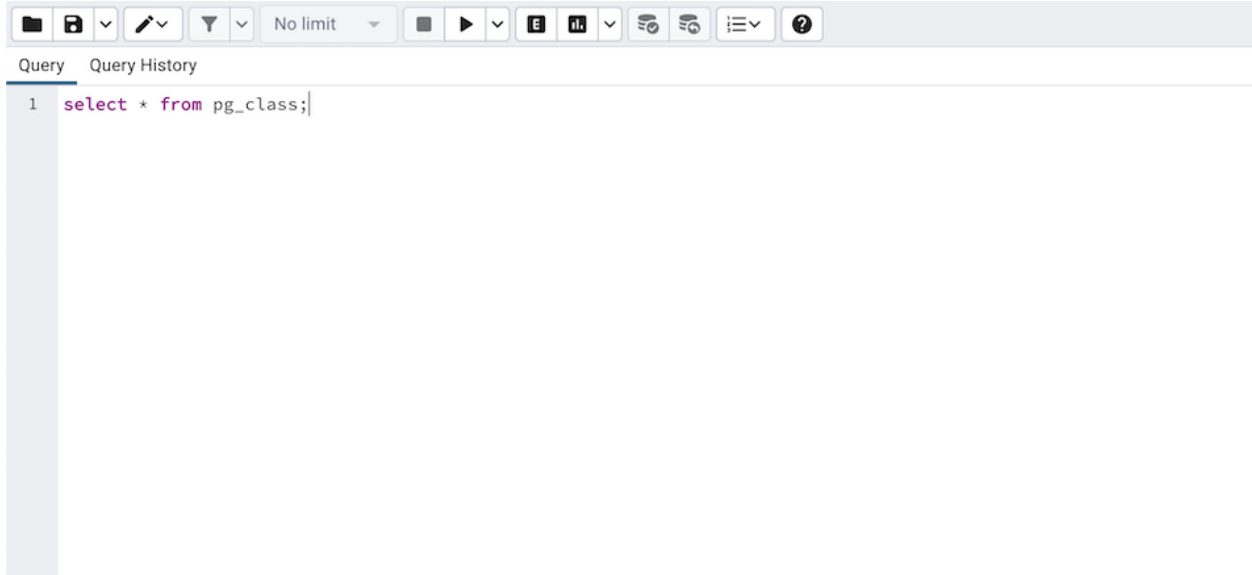 No limit
E
Query Query History
1 select * from pg_class;